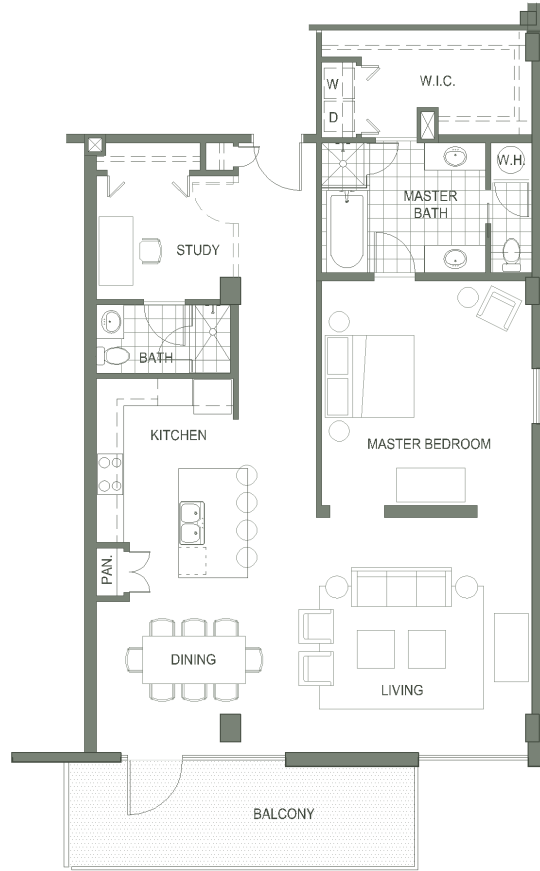 W
D
W.I.C.
W.H.
MASTER
BATH
STUDY
BATH
KITCHEN
MASTER BEDROOM
PAN.
DINING
LIVING
BALCONY